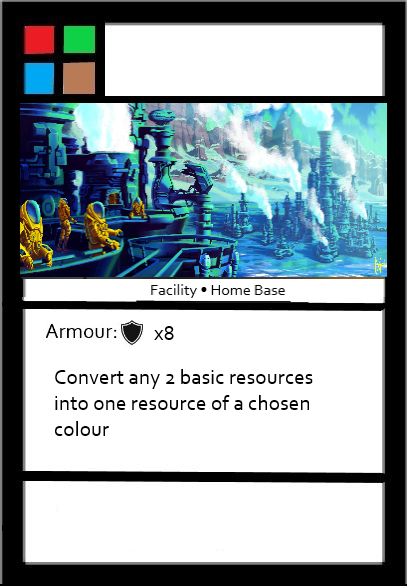 Facility • Home Base
Armour: x8
Convert any 2 basic resources
into one resource of a chosen
colour